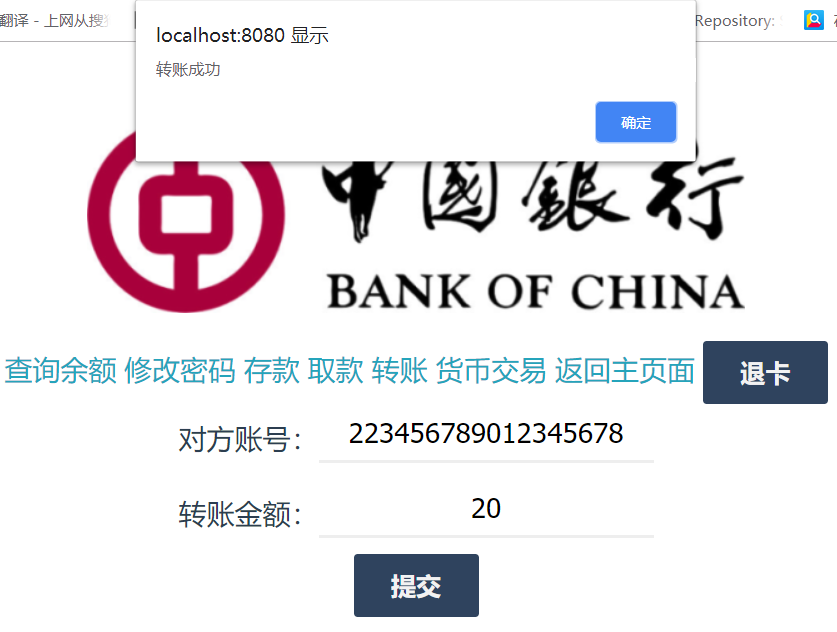 翻译 - 上网从搜
Repository:
localhost:8080 显示
转账成功
确定
中国銀行
BANK OF CHINA
查询余额 修改密码 存款 取款 转账 货币交易 返回主页面 退卡
对方账号： 223456789012345678
转账金额： 20
提交